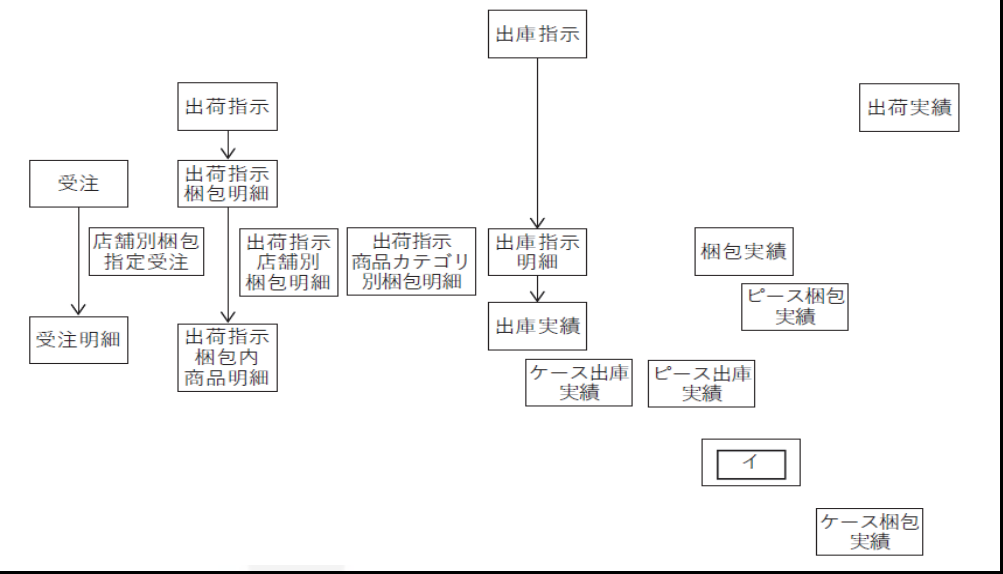 出庫指示
出荷指示
出荷実績
受注
出荷指示
梱包明細
店舗別梱包
指定受注
出荷指示
店舗別
梱包明細
出荷指示
商品カテゴリ
別梱包明細
出庫指示
明細
梱包実績
ピース梱包
実績
受注明細
出荷指示
梱包内
商品明細
出庫実績
ケース出庫
実績
ピース出庫
実績
イ
ケース梱包
実績